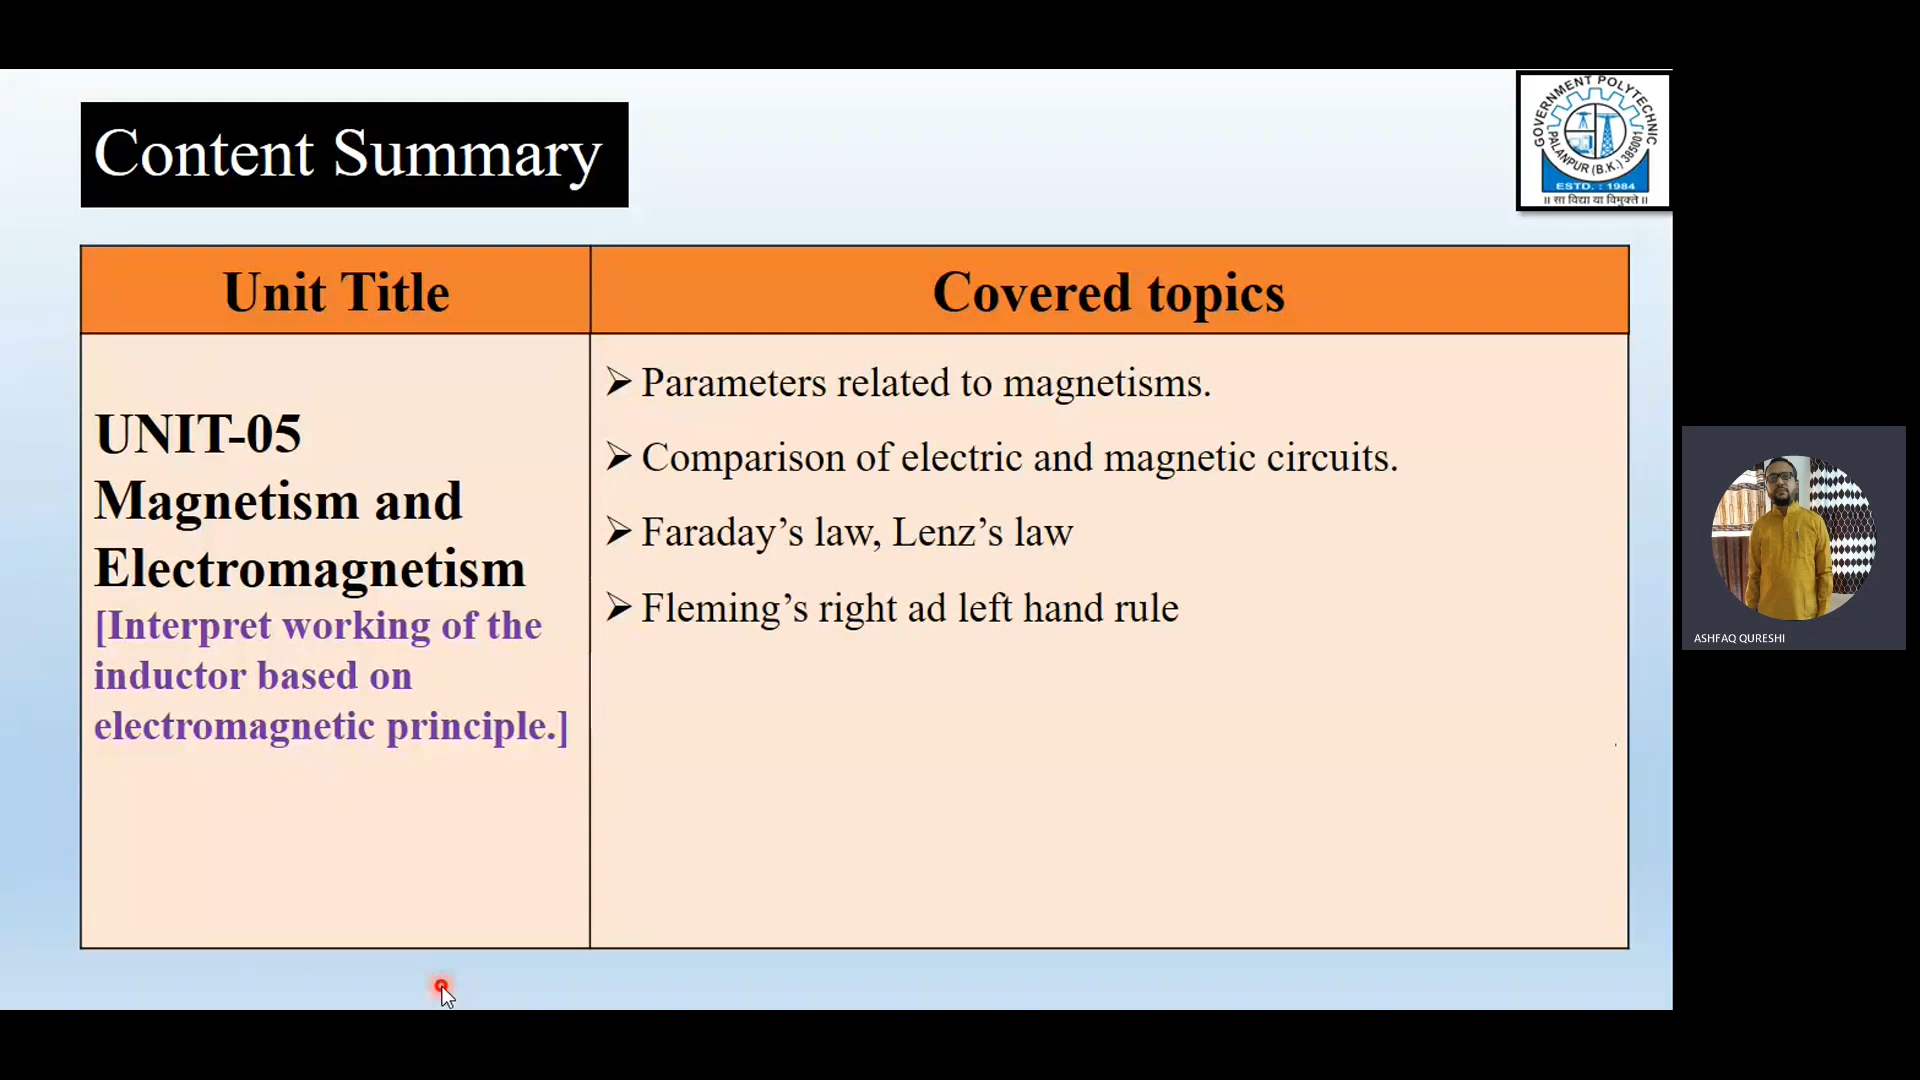 Content Summary
GOVERNMENT POLYTECHNIC
PALANPUR (B.K.) 385001
ESTD. : 1984
॥ सा विद्या या विमुक्ते ॥
Unit Title
Covered topics
UNIT-05
Magnetism and
Electromagnetism
[Interpret working of the
inductor based on
electromagnetic principle.]
➢ Parameters related to magnetisms.
➢ Comparison of electric and magnetic circuits.
➢ Faraday’s law, Lenz’s law
➢ Fleming’s right ad left hand rule
ASHFAQ QURESHI